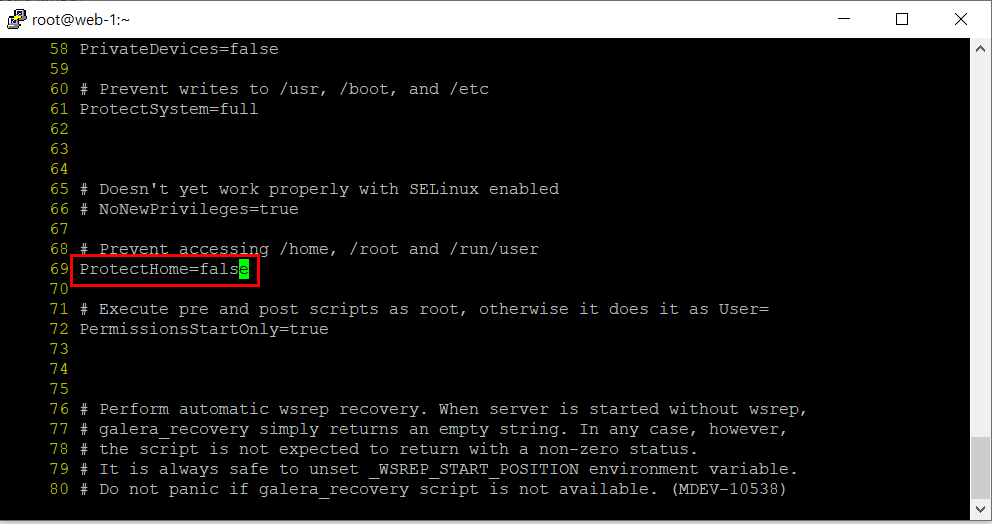 root@web-1:~
58 PrivateDevices=false
59
60 # Prevent writes to /usr, /boot, and /etc
61 ProtectSystem=full
62
63
64
65 # Doesn't yet work properly with SELinux enabled
66 # NoNewPrivileges=true
67
68 # Prevent accessing /home, /root and /run/user
69 ProtectHome=false
70
71 # Execute pre and post scripts as root, otherwise it does it as User=
72 PermissionsStartOnly=true
73
74
75
76 # Perform automatic wsrep recovery. When server is started without wsrep,
77 # galera_recovery simply returns an empty string. In any case, however,
78 # the script is not expected to return with a non-zero status.
79 # It is always safe to unset _WSREP_START_POSITION environment variable.
80 # Do not panic if galera_recovery script is not available. (MDEV-10538)